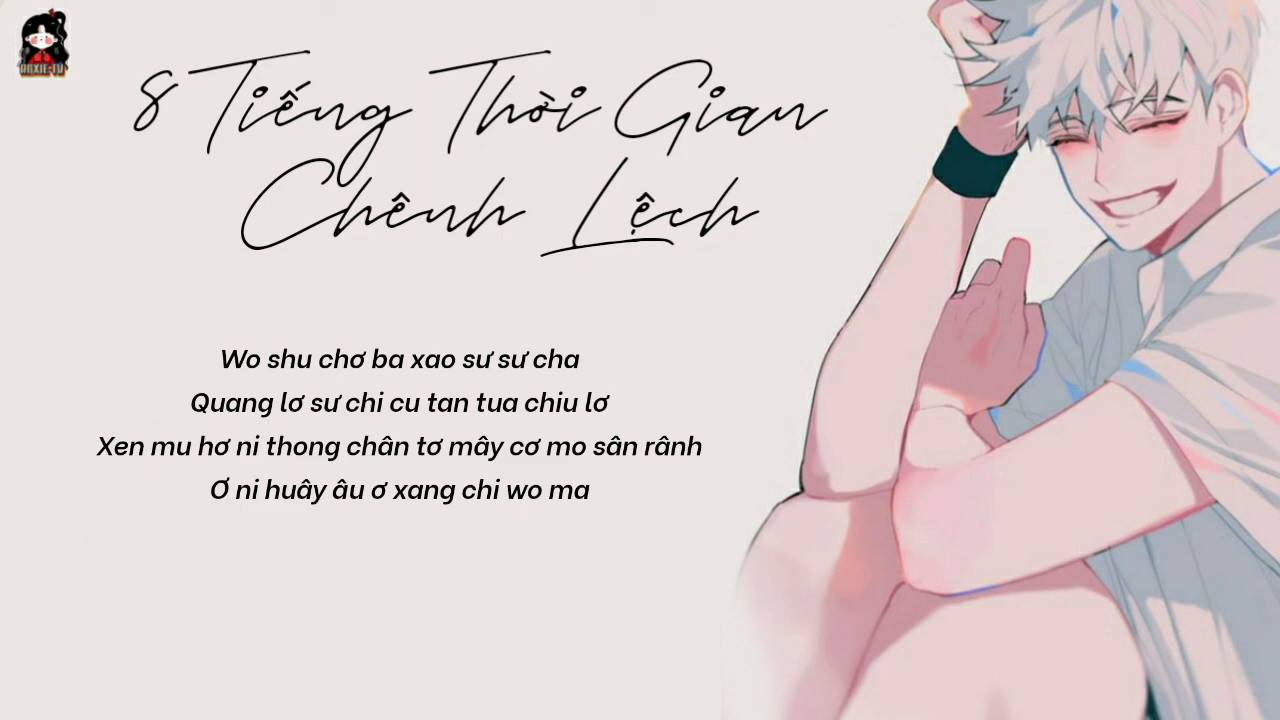 ROXIE-TỪ
8 Tiếng Thời Gian
Chênh Lệch
Wo shu chơ ba xao sư sư cha
Quang lơ sư chi cu tan tua chiu lơ
Xen mu hơ ni thong chân tơ mây cơ mo sân rânh
Ơ ni huây âu ơ xang chi wo ma